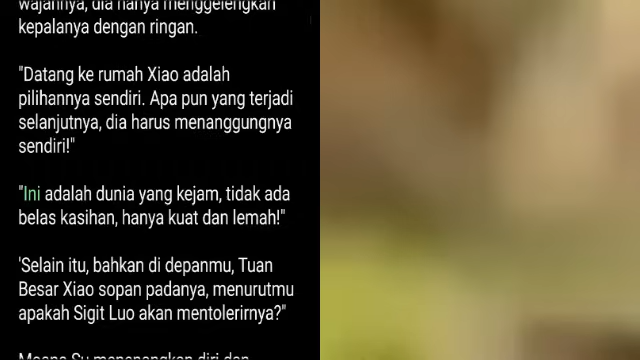 wajahnya, dia hanya menggelengkan
kepalanya dengan ringan.
"Datang ke rumah Xiao adalah
pilihannya sendiri. Apa pun yang terjadi
selanjutnya, dia harus menanggungnya
sendiri!"
"Ini adalah dunia yang kejam, tidak ada
belas kasihan, hanya kuat dan lemah!"
'Selain itu, bahkan di depanmu, Tuan
Besar Xiao sopan padanya, menurutmu
apakah Sigit Luo akan mentolerirnya?"
Su menenangkan diri dan